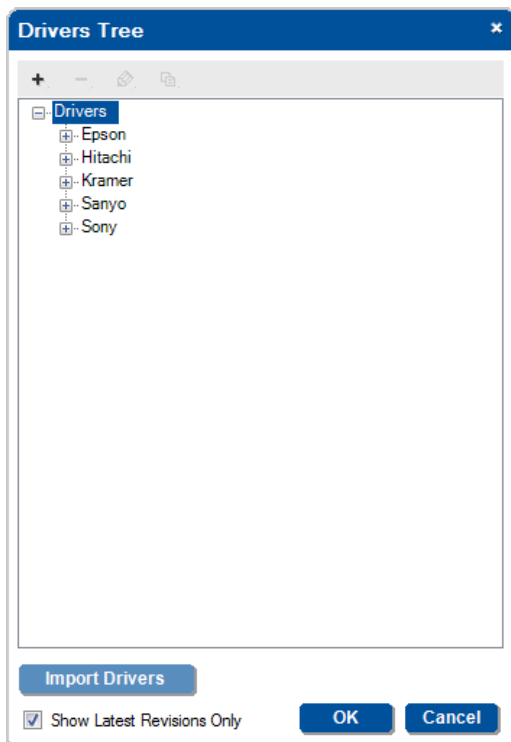 Drivers Tree
Drivers
Epson
Hitachi
Kramer
Sanyo
Sony
Import Drivers
Show Latest Revisions Only
OK
Cancel